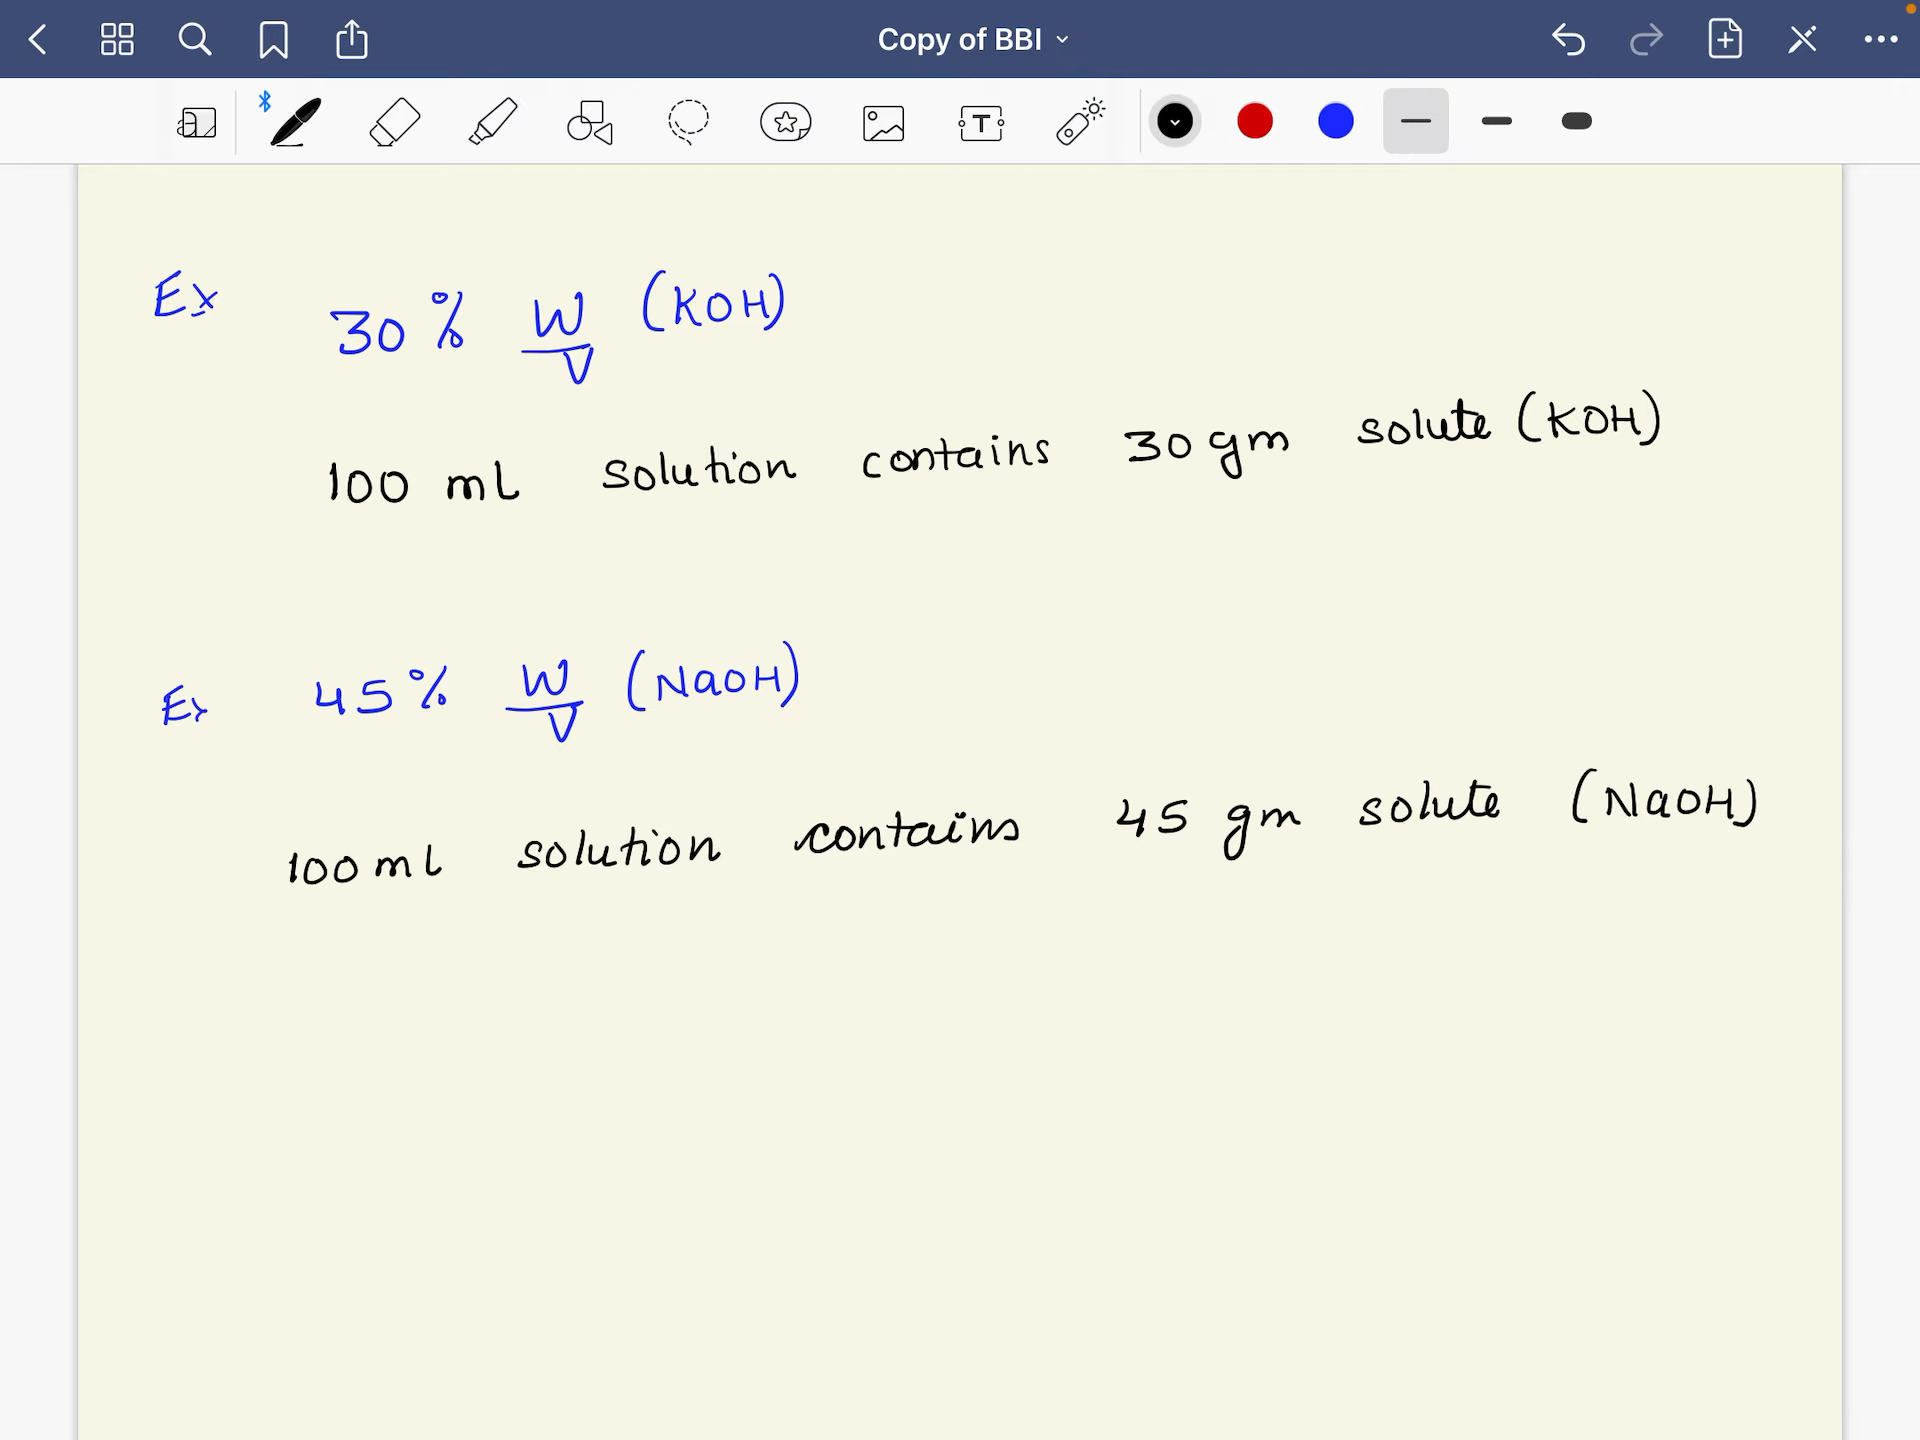 Copy of BBI
Ex 30% W/V (KOH)
100 mL solution contains 30 gm solute (KOH)
Ex 45% W/V (NaOH)
100 ml solution contains 45 gm solute (NaOH)